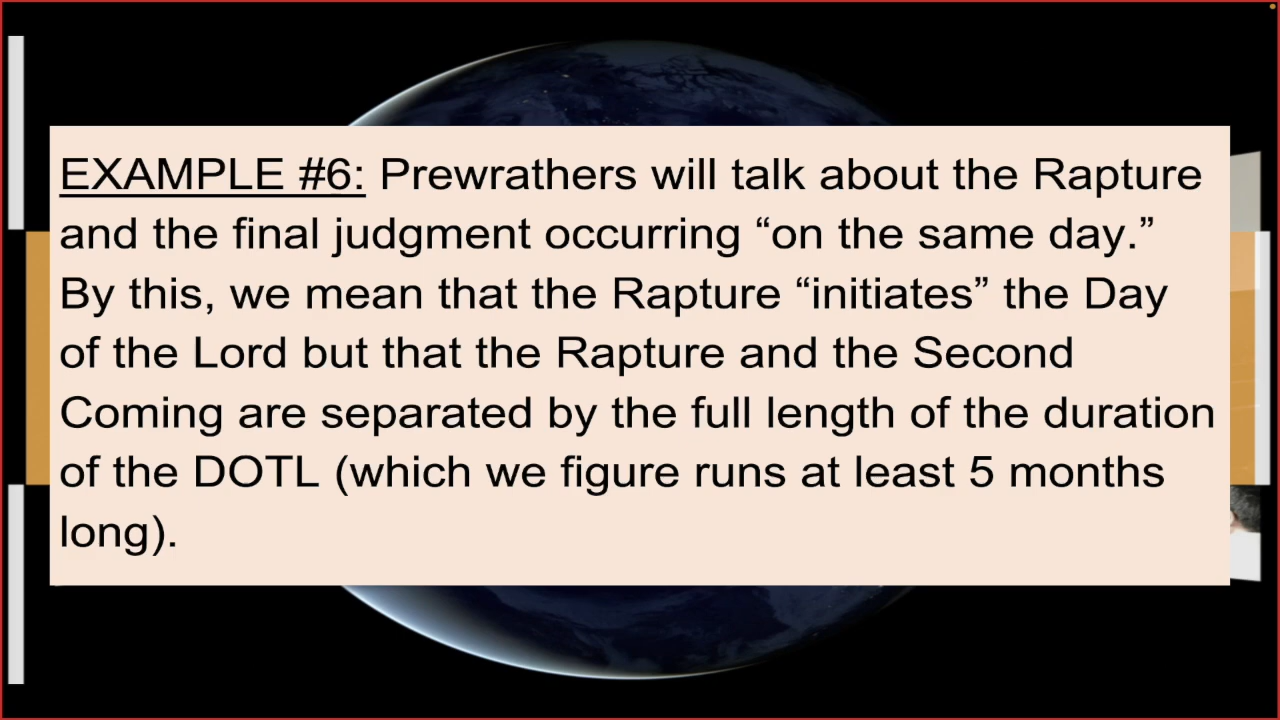 EXAMPLE #6: Prewrathers will talk about the Rapture
and the final judgment occurring “on the same day.”
By this, we mean that the Rapture “initiates” the Day
of the Lord but that the Rapture and the Second
Coming are separated by the full length of the duration
of the DOTL (which we figure runs at least 5 months
long).